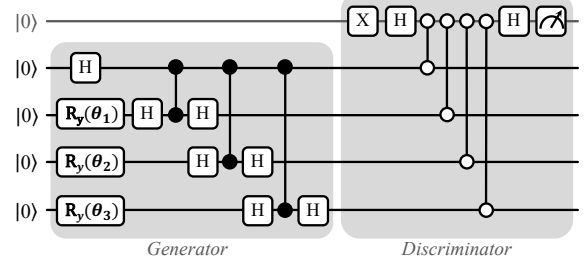 |0⟩ X H H
|0⟩ H
|0⟩ R_y(θ_1) H H
|0⟩ R_y(θ_2) H H
|0⟩ R_y(θ_3) H H
Generator Discriminator